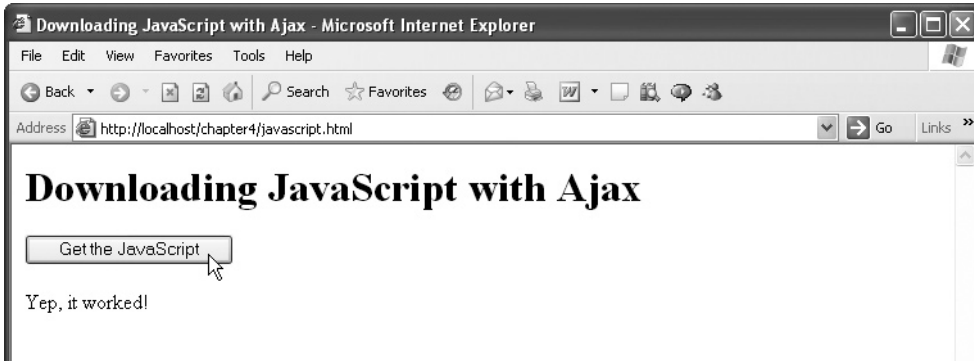 Downloading JavaScript with Ajax - Microsoft Internet Explorer
File Edit View Favorites Tools Help
Back Search Favorites W
Address http://localhost/chapter4/javascript.html Go Links »
Downloading JavaScript with Ajax
Get the JavaScript
Yep, it worked!